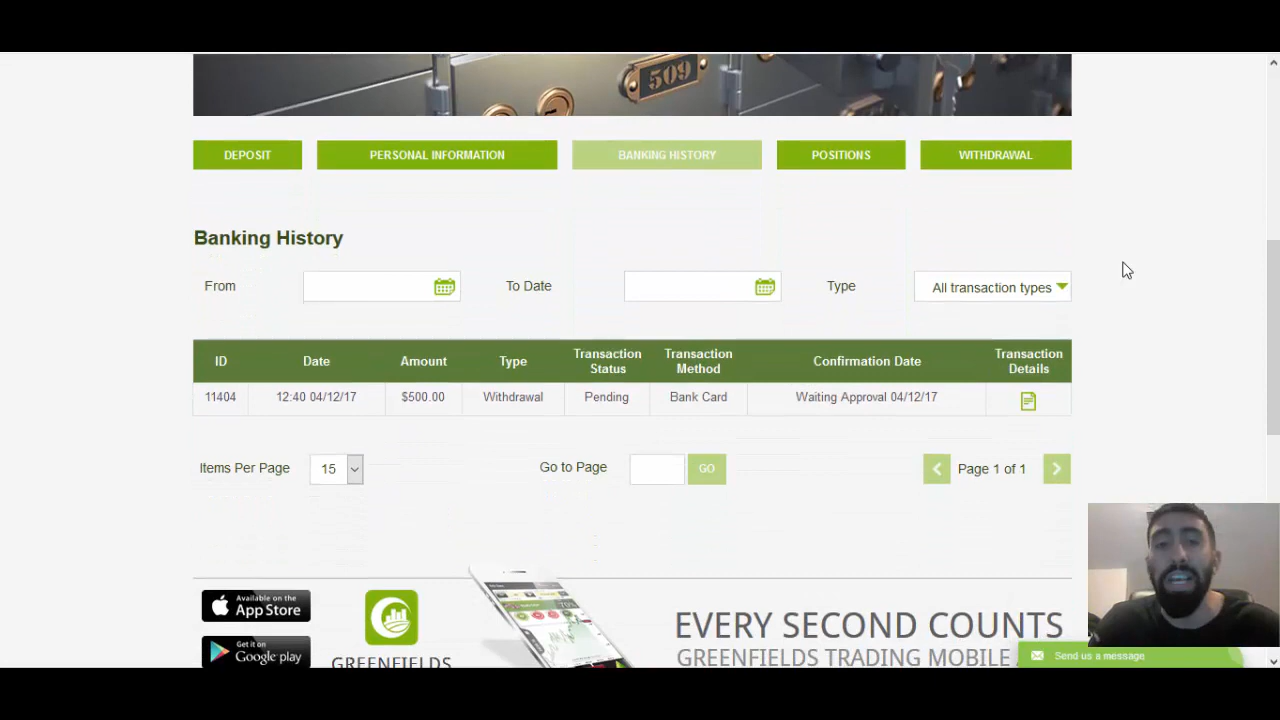 509
DEPOSIT
PERSONAL INFORMATION
BANKING HISTORY
POSITIONS
WITHDRAWAL
Banking History
From
To Date
Type
All transaction types
ID Date Amount Type Transaction Status Transaction Method Confirmation Date Transaction Details
11404 12:40 04/12/17 $500.00 Withdrawal Pending Bank Card Waiting Approval 04/12/17
Items Per Page 15
Go to Page
GO
Page 1 of 1
Available on the
App Store
Get it on
Google play
GREENFIELDS
EVERY SECOND COUNTS
GREENFIELDS TRADING MOBILE
Send us a message